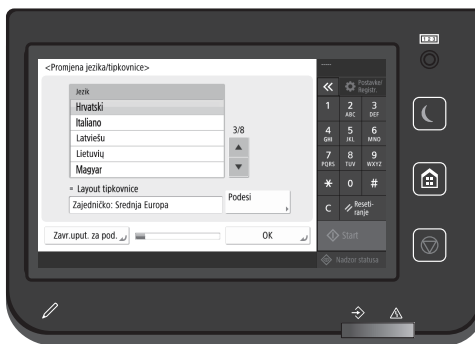 <Promjena jezika/tipkovnice>
Jezik
Hrvatski
Italiano
Latviešu
Lietuvių
Magyar
3/8
Layout tipkovnice
Zajedničko: Srednja Europa
Podesi
Zavr.uput. za pod.
OK
-----
Postavke/
Registr.
1
2 ABC
3 DEF
4 GHI
5 JKL
6 MNO
7 PQRS
8 TUV
9 WXYZ
*
0
#
C
Reseti-
ranje
Start
Nadzor statusa